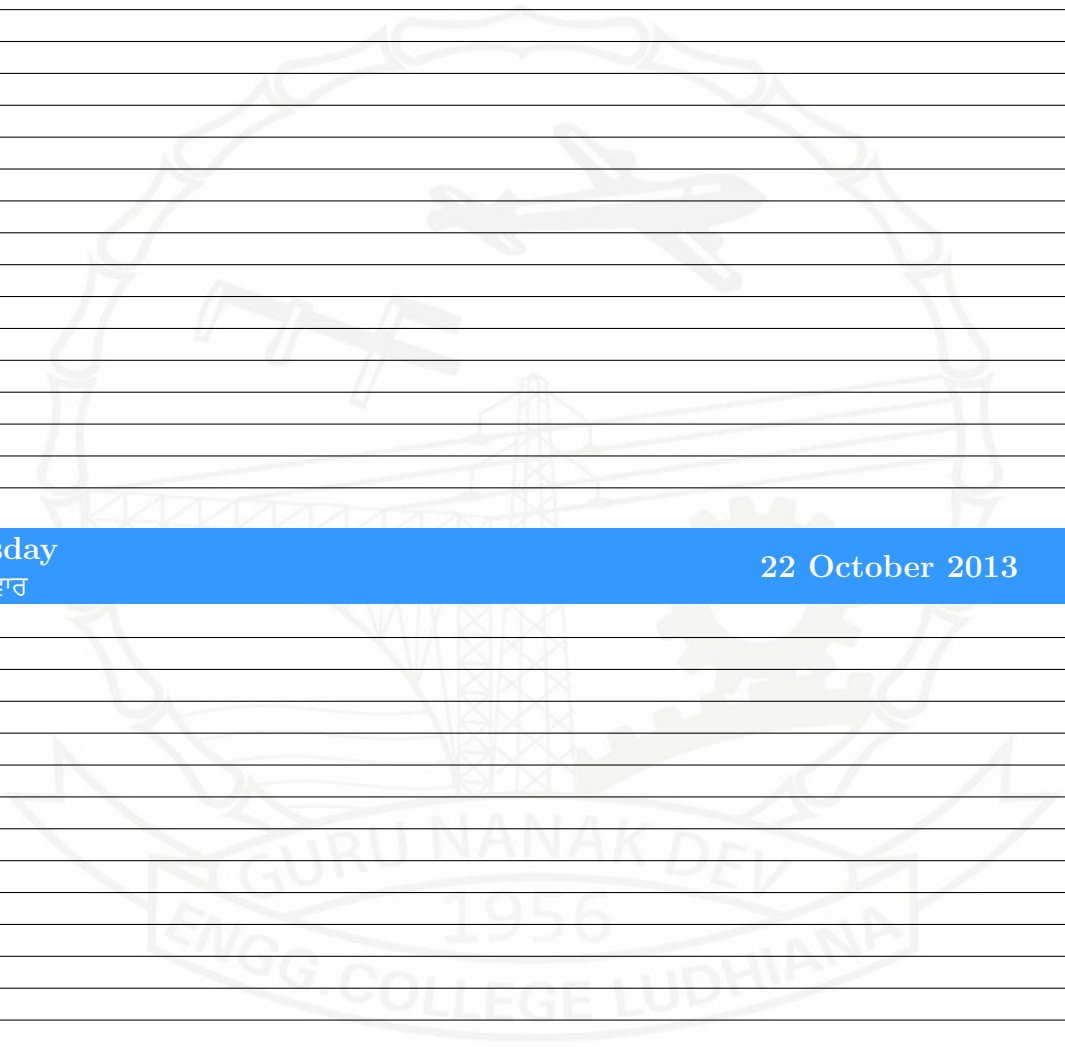 sday
ਵਾਰ
22 October 2013
GURU NANAK DEV
1956
ENGG. COLLEGE LUDHIANA